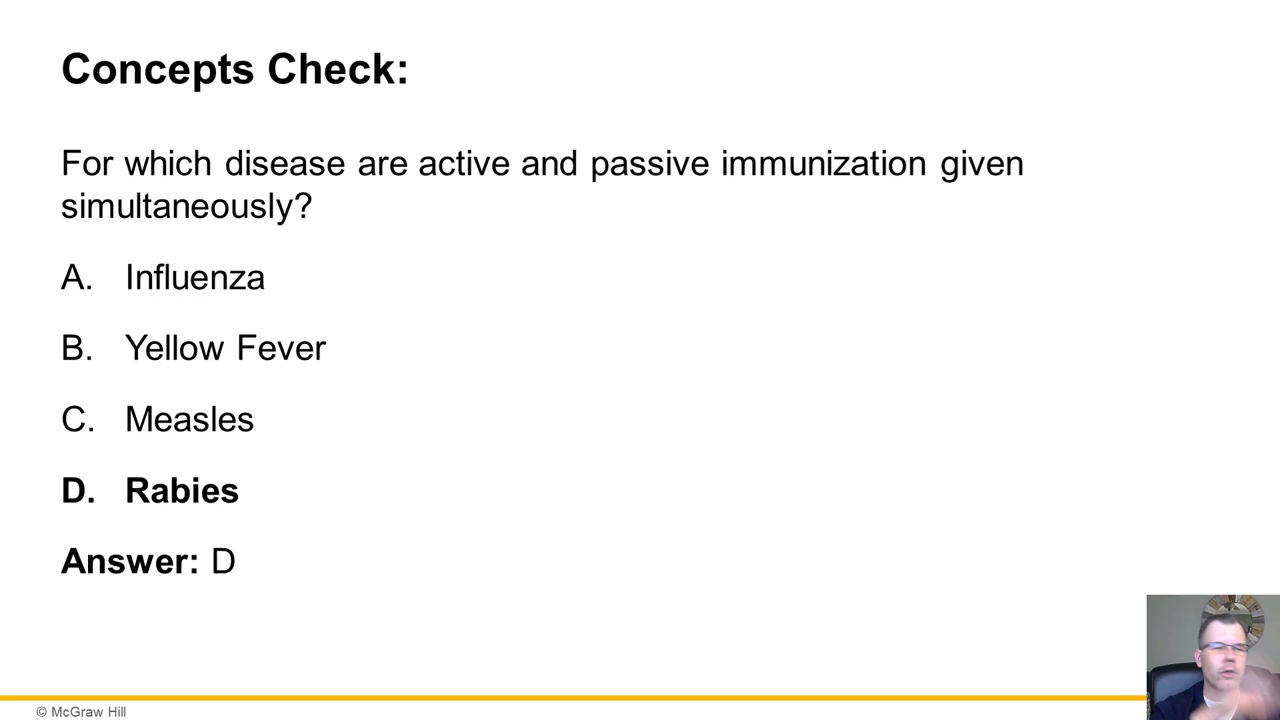 Concepts Check:
For which disease are active and passive immunization given
simultaneously?
A. Influenza
B. Yellow Fever
C. Measles
D. Rabies
Answer: D
© McGraw Hill